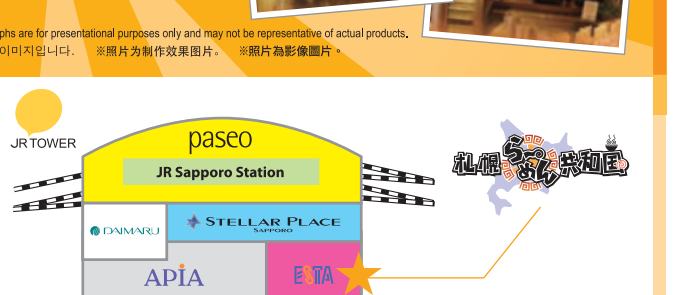 phs are for presentational purposes only and may not be representative of actual products.
이미지입니다. ※照片为制作效果图片。 ※照片為影像圖片。
JR TOWER
paseo
JR Sapporo Station
札幌らーめん共和国
DAIMARU
STELLAR PLACE
SAPPORO
APIA
ESTA